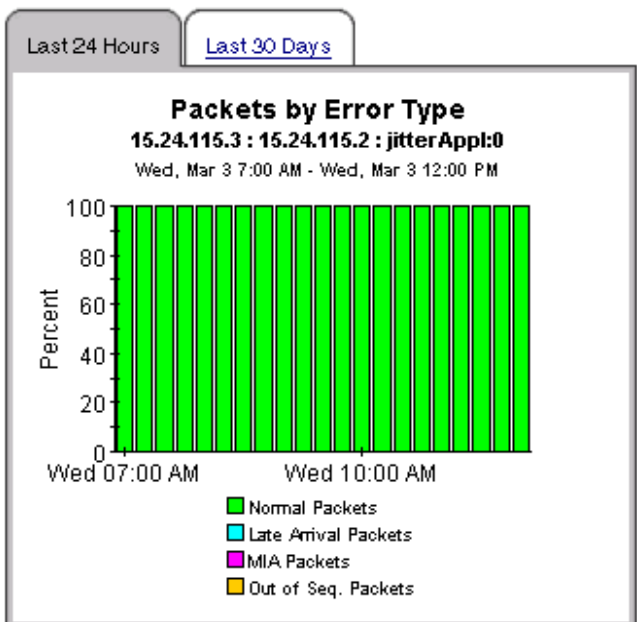 Last 24 Hours
Last 30 Days
Packets by Error Type
15.24.115.3 : 15.24.115.2 : jitterAppl:0
Wed, Mar 3 7:00 AM - Wed, Mar 3 12:00 PM
Percent
100
80
60
40
20
0
Wed 07:00 AM
Wed 10:00 AM
Normal Packets
Late Arrival Packets
MIA Packets
Out of Seq. Packets